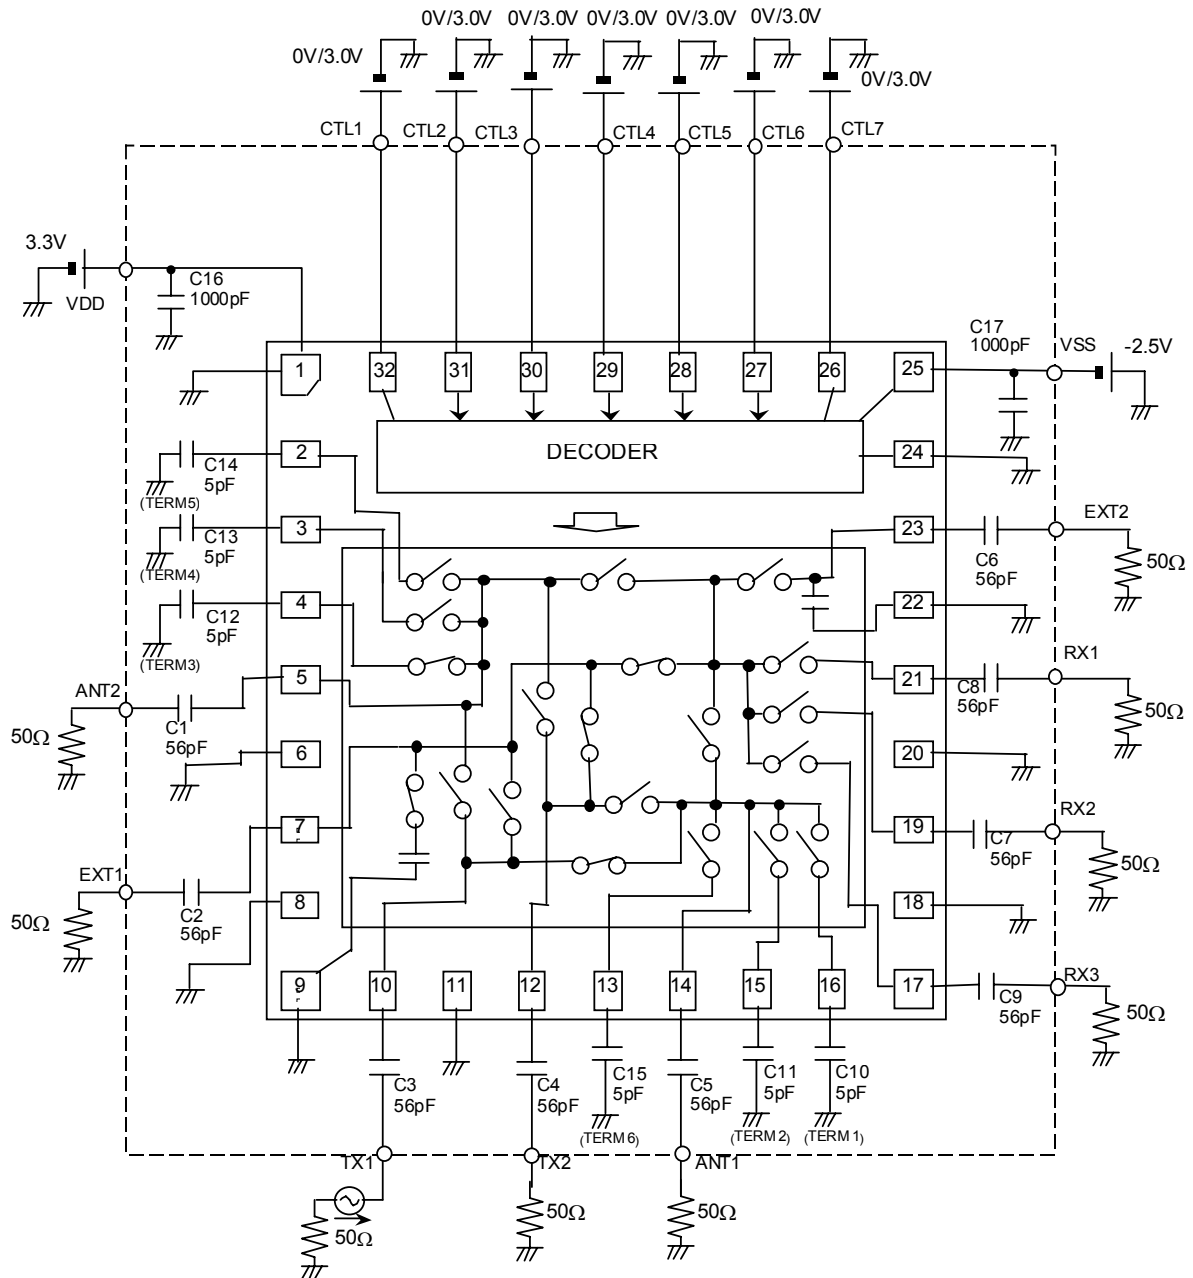 0V/3.0V 0V/3.0V 0V/3.0V 0V/3.0V 0V/3.0V
0V/3.0V
0V/3.0V
CTL1 CTL2 CTL3 CTL4 CTL5 CTL6 CTL7
3.3V
VDD
C16
1000pF
C17
1000pF
VSS
-2.5V
1 32 31 30 29 28 27 26 25
DECODER
2
C14
5pF
(TERM5)
24
3
C13
5pF
(TERM4)
23
C6
56pF
EXT2
50Ω
4
C12
5pF
(TERM3)
22
5
ANT2
C1
56pF
50Ω
21
C8
56pF
RX1
50Ω
6
20
7
EXT1
C2
56pF
50Ω
19
C7
56pF
RX2
50Ω
8
18
9 10 11 12 13 14 15 16 17
C9
56pF
RX3
50Ω
C3
56pF
C4
56pF
C15
5pF
(TERM6)
C5
56pF
C11
5pF
(TERM2)
C10
5pF
(TERM1)
TX1 TX2 ANT1
50Ω 50Ω 50Ω